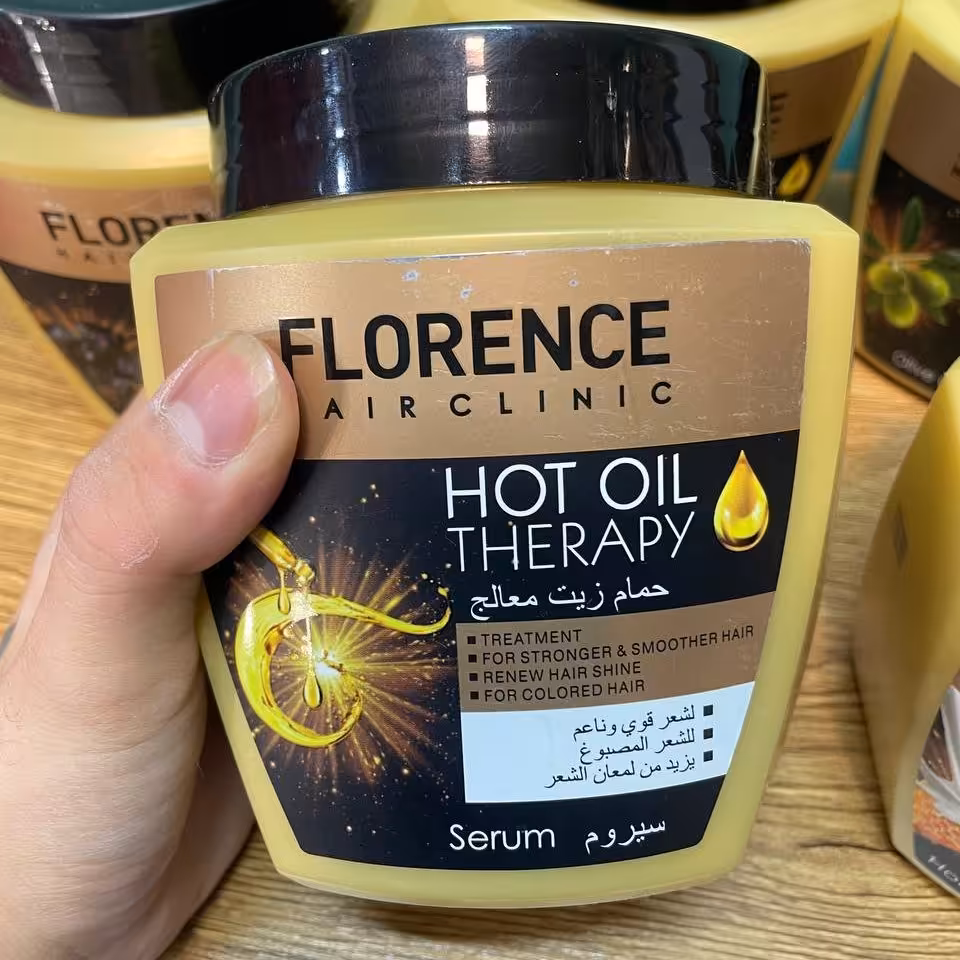 FLORENCE
AIRCLINIC
HOT OIL
THERAPY
حمام زيت معالج
TREATMENT
FOR STRONGER & SMOOTHER HAIR
RENEW HAIR SHINE
FOR COLORED HAIR
لشعر قوي وناعم
للشعر المصبوغ
يزيد من لمعان الشعر
Serum سيروم
FLOREN